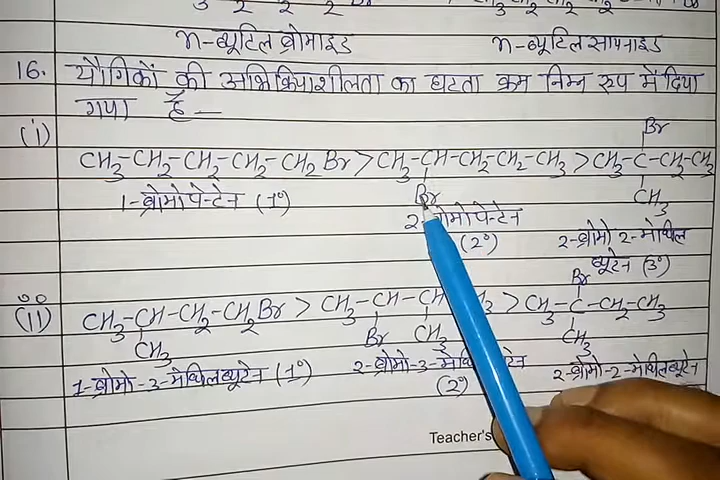 n-ब्यूटिल ब्रोमाइड n-ब्यूटिल सायनाइड
16. यौगिकों की अभिक्रियाशीलता का घटता क्रम निम्न रूप में दिया
गया है—
(i) Br
CH3-CH2-CH2-CH2-CH2 Br > CH3-CH-CH2-CH2-CH3 > CH3-C-CH2-CH3
Br CH3
1-ब्रोमोपेन्टेन (1°)
2-ब्रोमोपेन्टेन
(2°)
2-ब्रोमो 2-मेथिल
ब्यूटेन (3°)
Br
(ii) CH3-CH-CH2-CH2Br > CH3-CH-CH > CH3-C-CH2-CH3
CH3 Br CH3 CH3
1-ब्रोमो-3-मेथिलब्यूटेन (1°) 2-ब्रोमो-3- 2-ब्रोमो-2-मेथिलब्यूटेन
(2°)
Teacher's